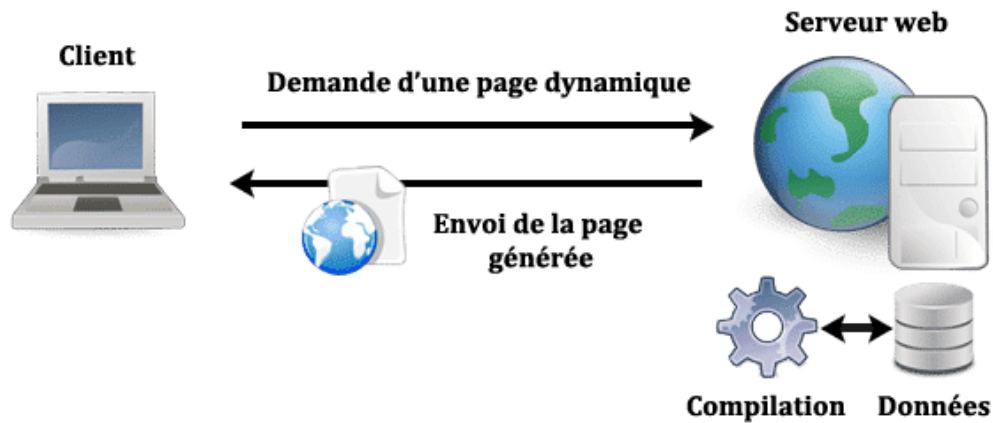 Serveur web
Client
Demande d'une page dynamique
Envoi de la page
générée
Compilation
Données